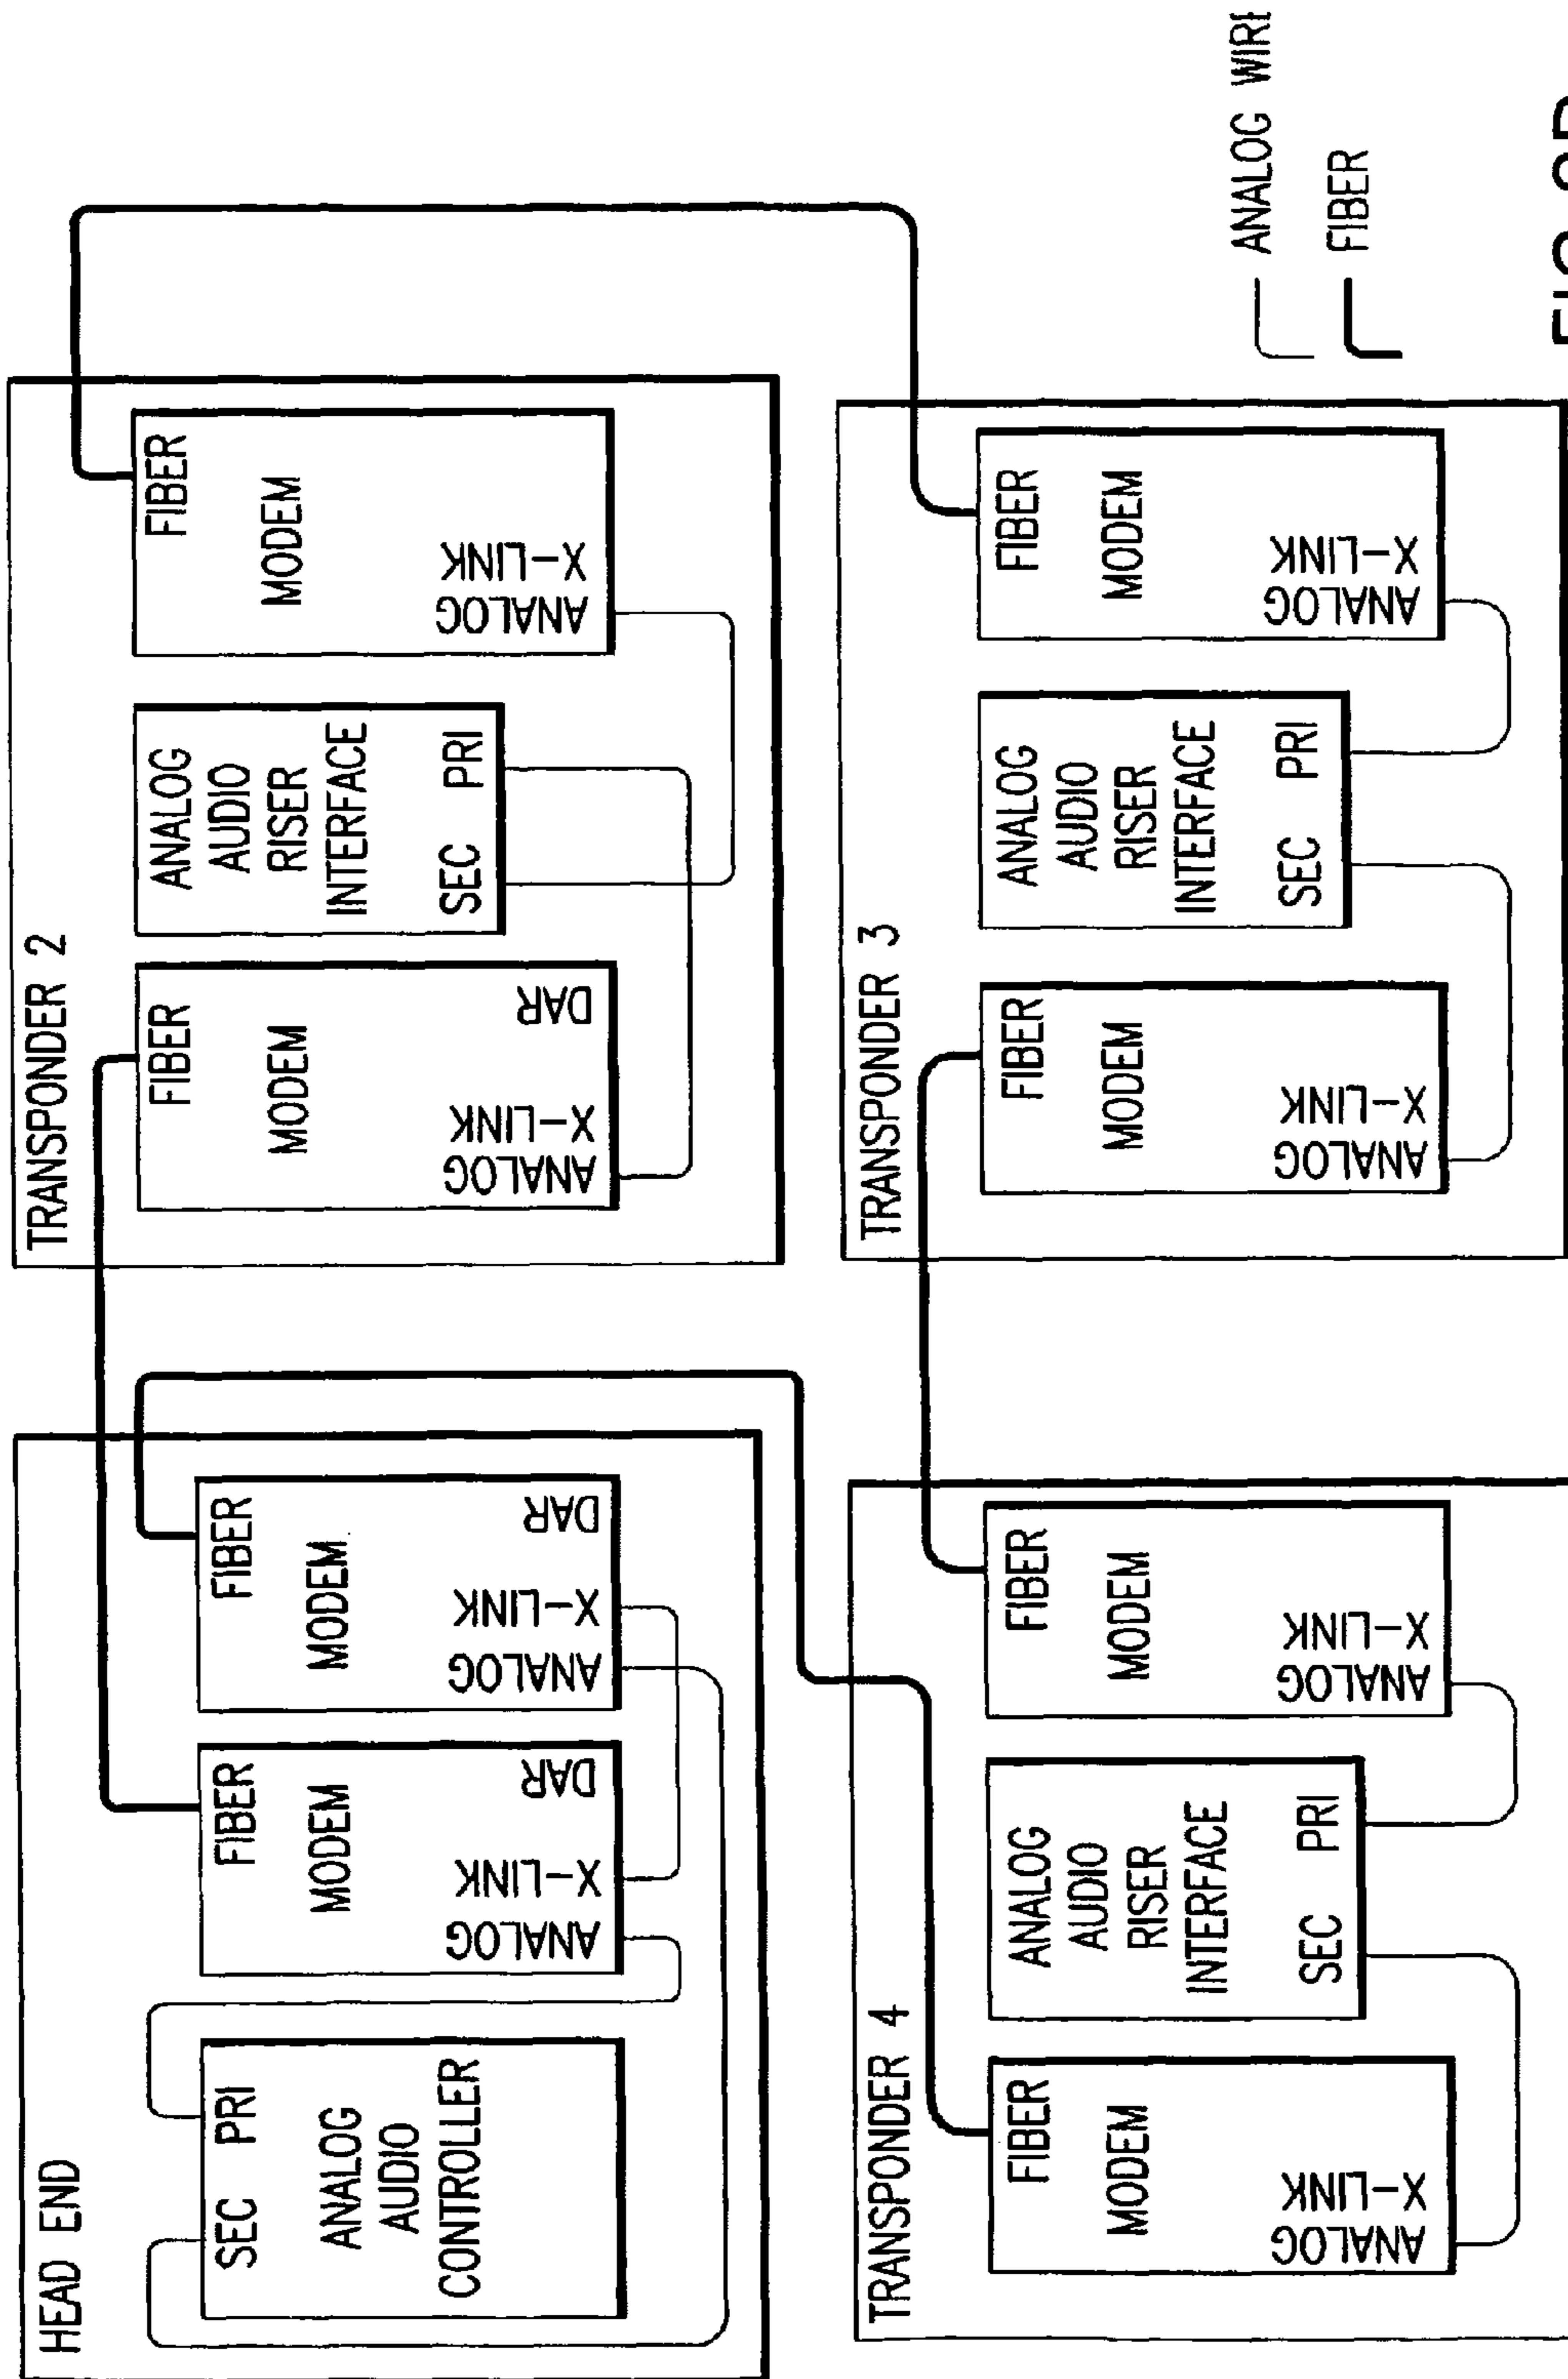 HEAD END
SEC PRI
ANALOG
AUDIO
CONTROLLER
FIBER
MODEM
ANALOG
X-LINK
DAR
FIBER
MODEM
ANALOG
X-LINK
DAR
TRANSPONDER 2
FIBER
MODEM
ANALOG
X-LINK
DAR
ANALOG
AUDIO
RISER
INTERFACE
SEC PRI
FIBER
MODEM
ANALOG
X-LINK
TRANSPONDER 4
FIBER
MODEM
ANALOG
X-LINK
ANALOG
AUDIO
RISER
INTERFACE
SEC PRI
FIBER
MODEM
ANALOG
X-LINK
TRANSPONDER 3
FIBER
MODEM
ANALOG
X-LINK
ANALOG
AUDIO
RISER
INTERFACE
SEC PRI
FIBER
MODEM
ANALOG
X-LINK
ANALOG WIRE
FIBER